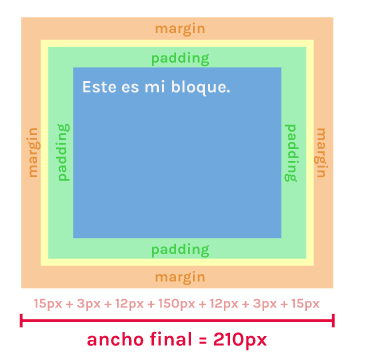 margin
padding
Este es mi bloque.
margin
padding
padding
margin
padding
margin
15px + 3px + 12px + 150px + 12px + 3px + 15px
ancho final = 210px